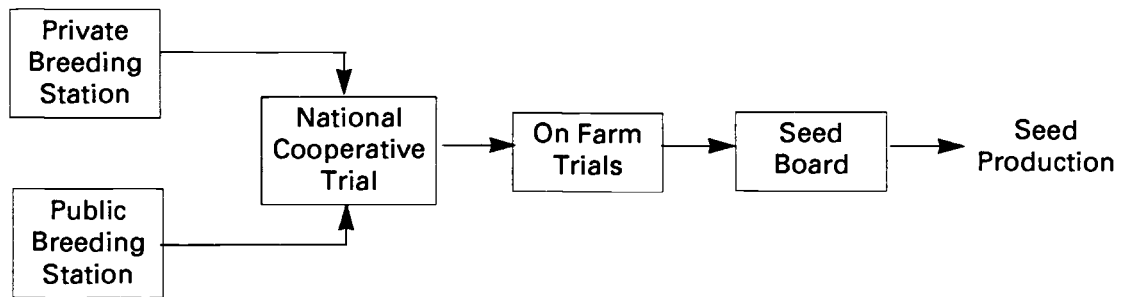 Private
Breeding
Station
National
Cooperative
Trial
On Farm
Trials
Seed
Board
Seed
Production
Public
Breeding
Station